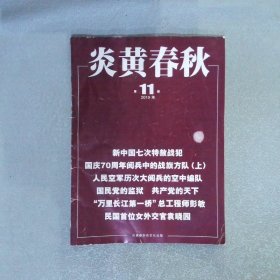 炎黄春秋
第11期
2019年
新中国七次特赦战犯
国庆70周年阅兵中的战旗方队（上）
人民空军历次大阅兵的空中编队
国民党的监狱 共产党的天下
“万里长江第一桥”总工程师彭敏
民国首位女外交官袁晓园